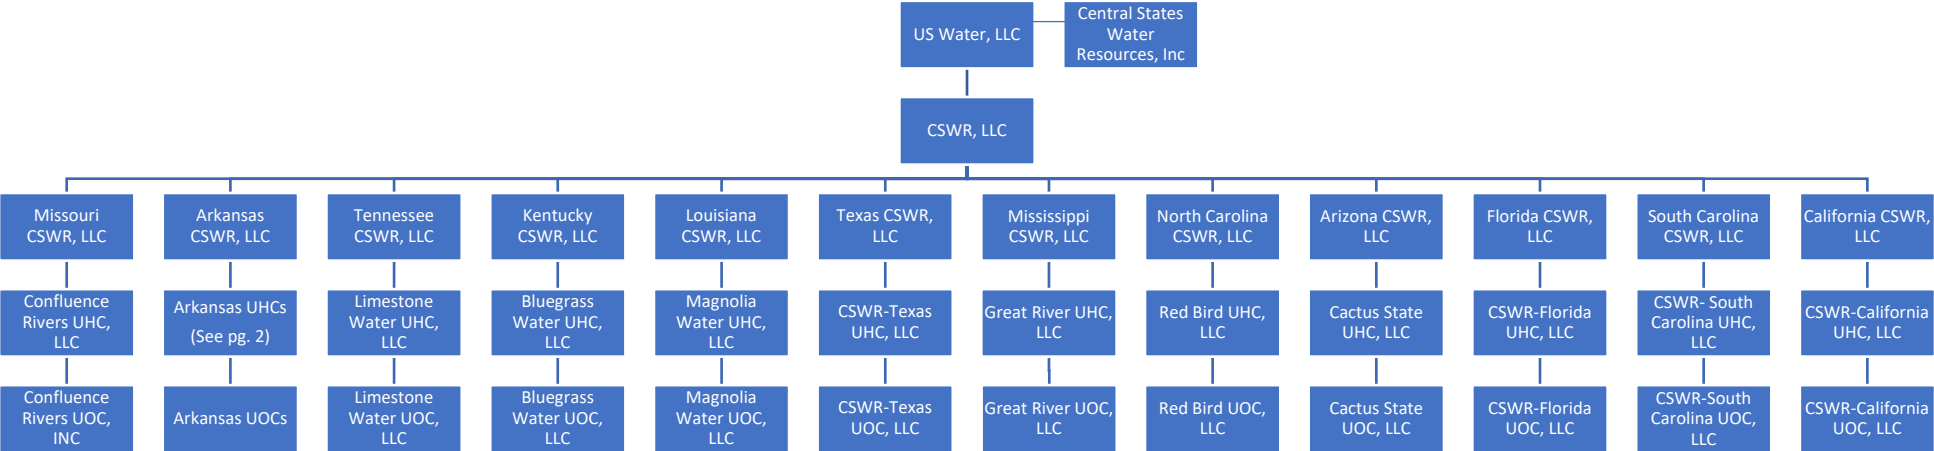 US Water, LLC
Central States
Water
Resources, Inc
CSWR, LLC
Missouri
CSWR, LLC
Arkansas
CSWR, LLC
Tennessee
CSWR, LLC
Kentucky
CSWR, LLC
Louisiana
CSWR, LLC
Texas CSWR,
LLC
Mississippi
CSWR, LLC
North Carolina
CSWR, LLC
Arizona CSWR,
LLC
Florida CSWR,
LLC
South Carolina
CSWR, LLC
California CSWR,
LLC
Confluence
Rivers UHC,
LLC
Arkansas UHCs
(See pg. 2)
Limestone
Water UHC,
LLC
Bluegrass
Water UHC,
LLC
Magnolia
Water UHC,
LLC
CSWR-Texas
UHC, LLC
Great River UHC,
LLC
Red Bird UHC,
LLC
Cactus State
UHC, LLC
CSWR-Florida
UHC, LLC
CSWR- South
Carolina UHC,
LLC
CSWR-California
UHC, LLC
Confluence
Rivers UOC,
INC
Arkansas UOCs
Limestone
Water UOC,
LLC
Bluegrass
Water UOC,
LLC
Magnolia
Water UOC,
LLC
CSWR-Texas
UOC, LLC
Great River UOC,
LLC
Red Bird UOC,
LLC
Cactus State
UOC, LLC
CSWR-Florida
UOC, LLC
CSWR-South
Carolina UOC,
LLC
CSWR-California
UOC, LLC